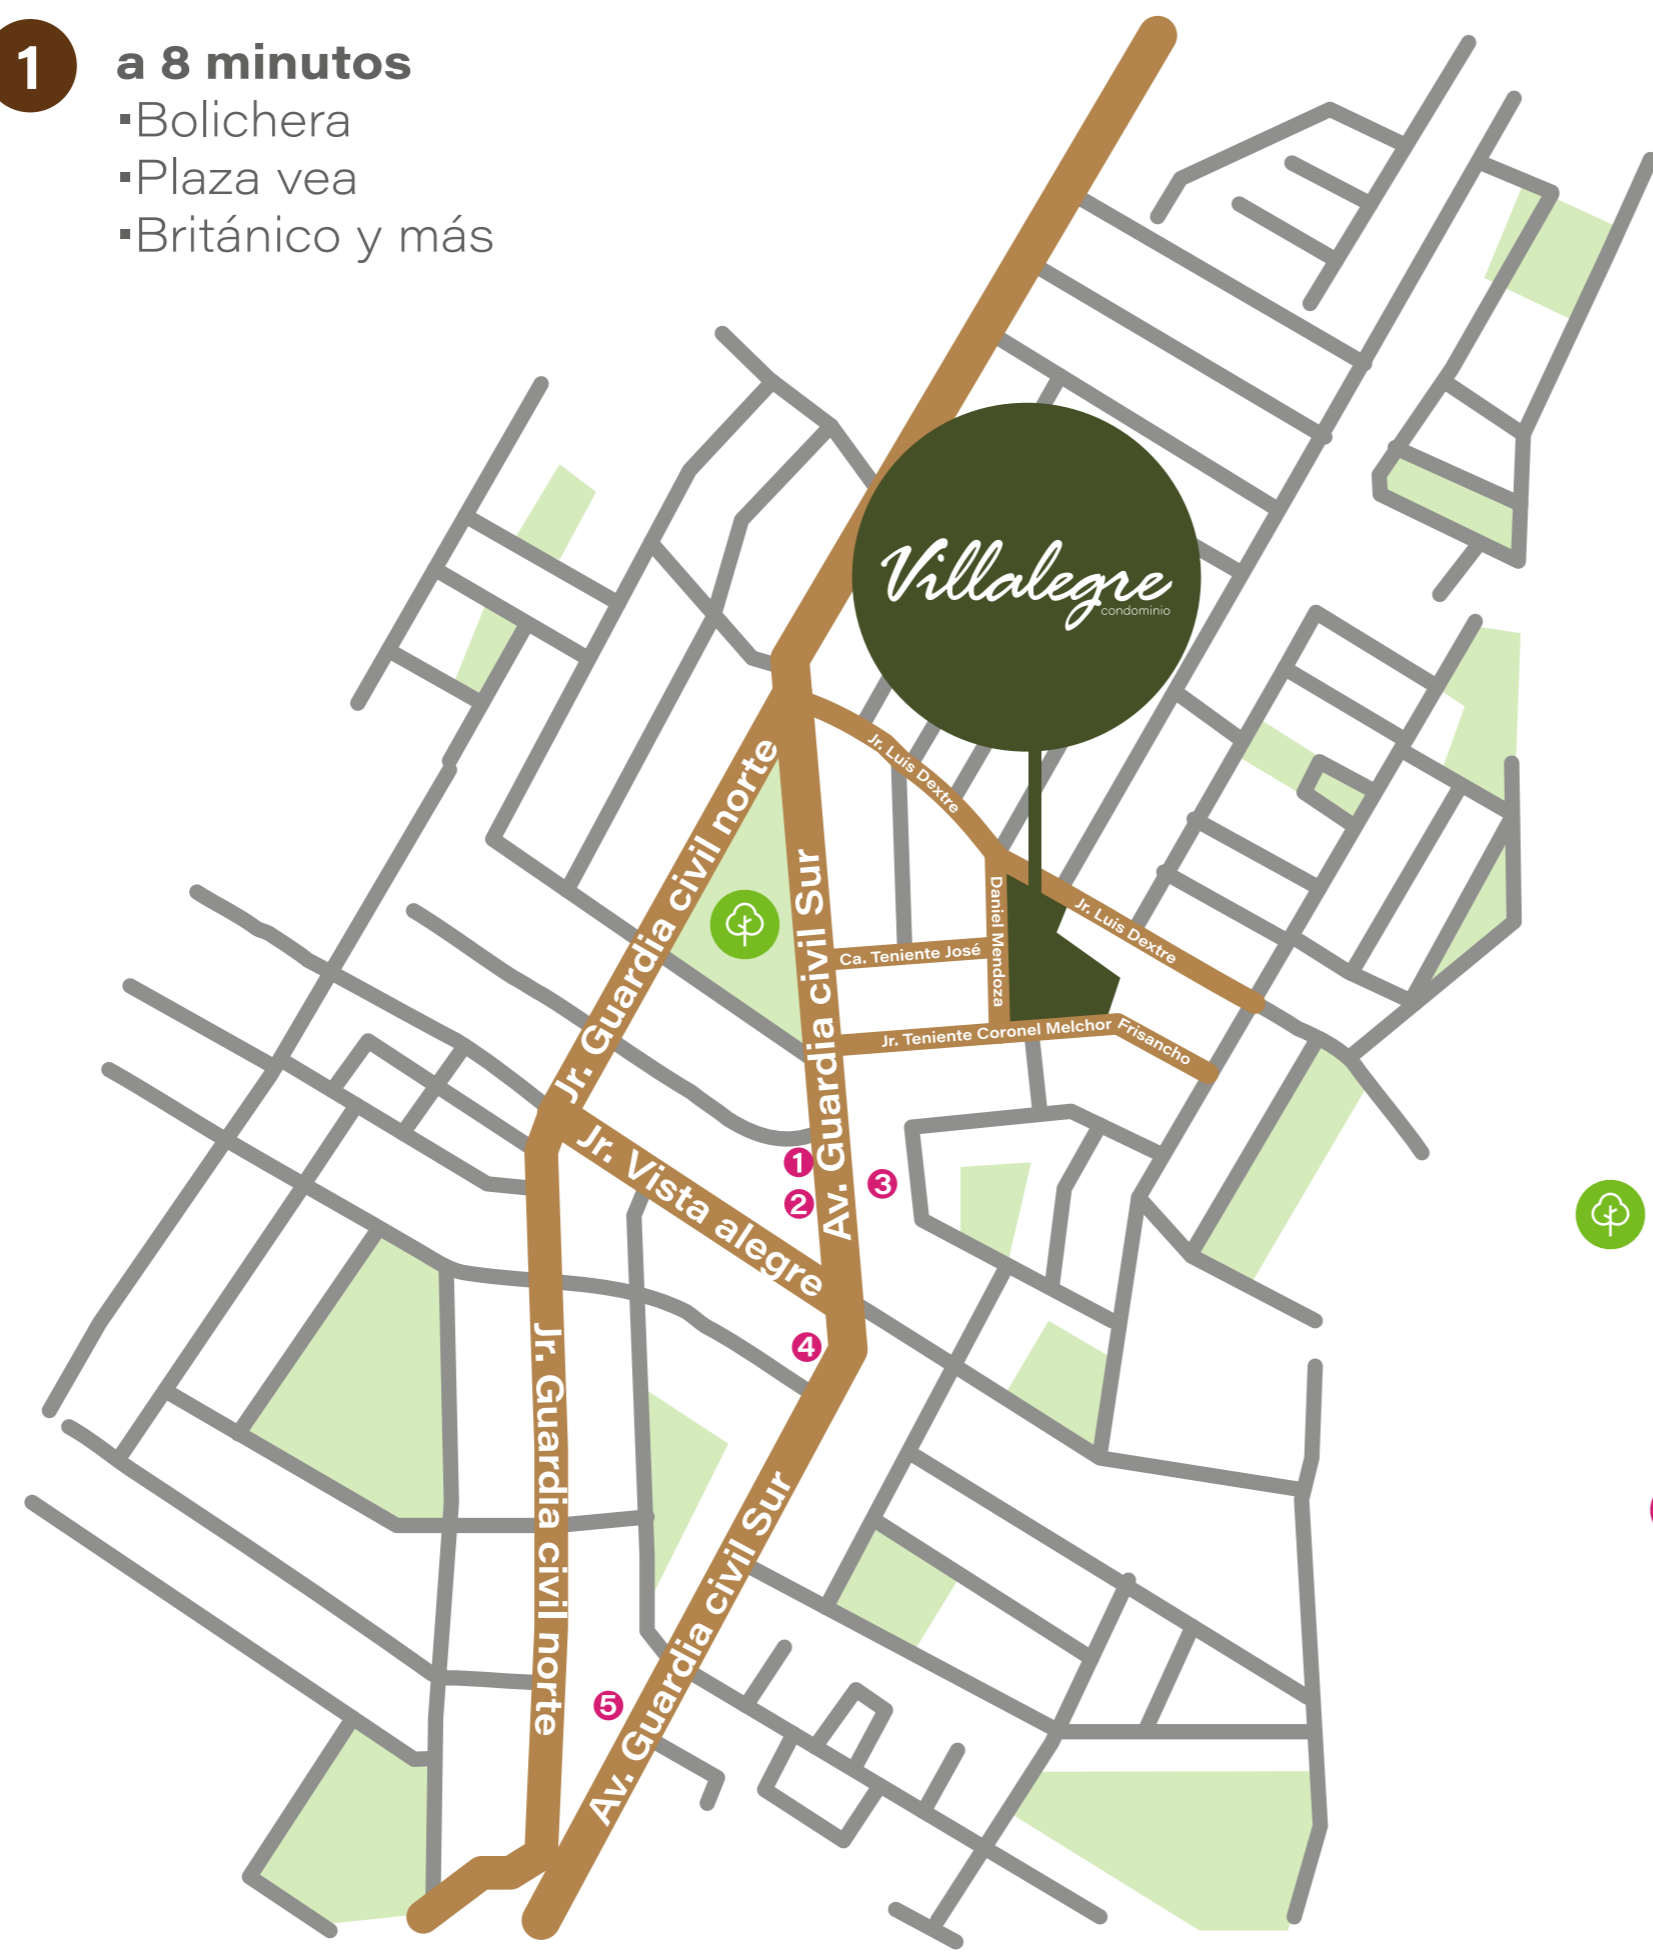 1
a 8 minutos
▪Bolichera
▪Plaza vea
▪Británico y más
Villalegre
condominio
Jr. Luis Dextre
Jr. Guardia civil norte
Av. Guardia civil Sur
Daniel Mendoza
Jr. Luis Dextre
Ca. Teniente José
Jr. Teniente Coronel Melchor Frisancho
Jr. Vista alegre
1
2
3
4
Jr. Guardia civil norte
Av. Guardia civil Sur
5